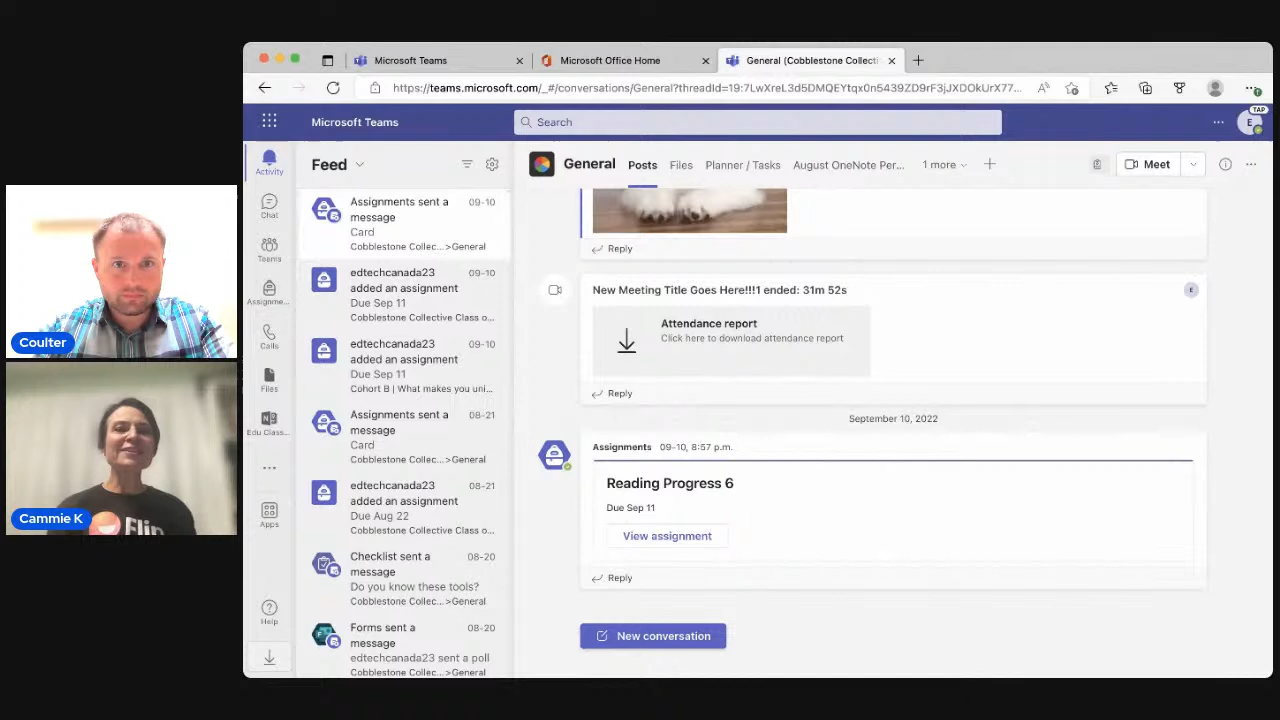 Coulter
Cammie K
Flip
Microsoft Teams
Microsoft Office Home
General (Cobblestone Collecti
https://teams.microsoft.com/_#/conversations/General?threadId=19:7LwXreL3d5DMQEYtqx0n5439ZD9rF3jJXDOkUrX77...
Microsoft Teams
Search
TAP
E
Activity
Chat
Teams
Assignme...
Calls
Files
Edu Class...
Apps
Help
Feed
Assignments sent a
message
09-10
Card
Cobblestone Collec...>General
edtechcanada23
added an assignment
09-10
Due Sep 11
Cobblestone Collective Class o...
edtechcanada23
added an assignment
09-10
Due Sep 11
Cohort B | What makes you uni...
Assignments sent a
message
08-21
Card
Cobblestone Collec...>General
edtechcanada23
added an assignment
08-21
Due Aug 22
Cobblestone Collective Class o...
Checklist sent a
message
08-20
Do you know these tools?
Cobblestone Collec...>General
Forms sent a
message
08-20
edtechcanada23 sent a poll
Cobblestone Collec...>General
General
Posts
Files
Planner / Tasks
August OneNote Per...
1 more
Meet
Reply
New Meeting Title Goes Here!!!1 ended: 31m 52s
E
Attendance report
Click here to download attendance report
Reply
September 10, 2022
Assignments 09-10, 8:57 p.m.
Reading Progress 6
Due Sep 11
View assignment
Reply
New conversation